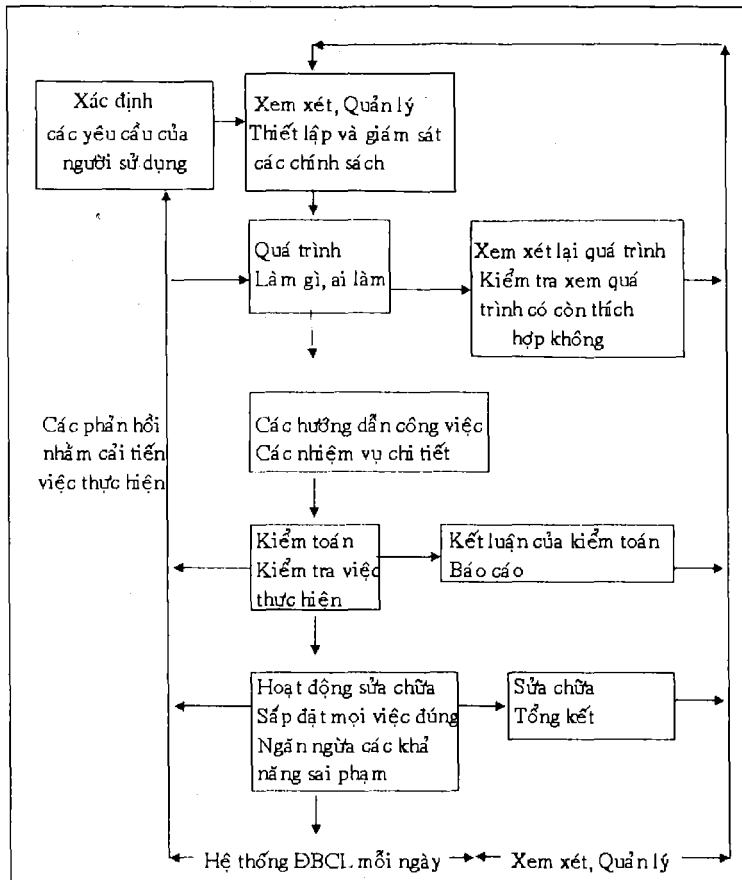 Xác định
các yêu cầu của
người sử dụng
Xem xét, Quản lý
Thiết lập và giám sát
các chính sách
Quá trình
Làm gì, ai làm
Xem xét lại quá trình
Kiểm tra xem quá
trình có còn thích
hợp không
Các phản hồi
nhằm cải tiến
việc thực hiện
Các hướng dẫn công việc
Các nhiệm vụ chi tiết
Kiểm toán
Kiểm tra việc
thực hiện
Kết luận của kiểm toán
Báo cáo
Hoạt động sửa chữa
Sắp đặt mọi việc đúng
Ngăn ngừa các khả
năng sai phạm
Sửa chữa
Tổng kết
Hệ thống ĐBCL mỗi ngày
Xem xét, Quản lý